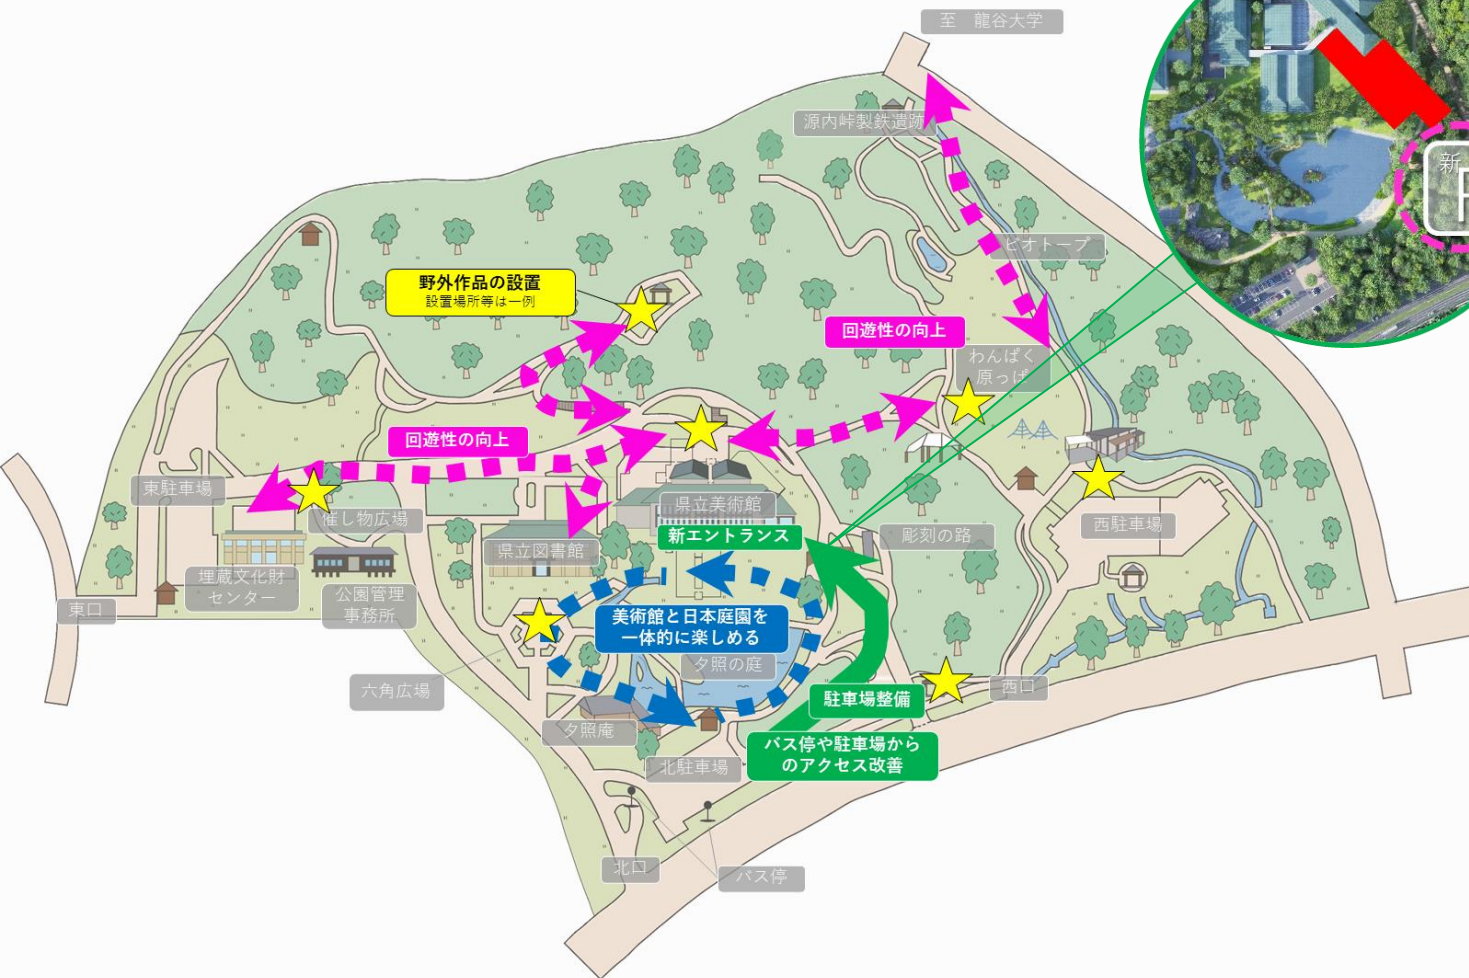 至 龍谷大学
源内峠製鉄遺跡
新
P
ビオトープ
野外作品の設置
設置場所等は一例
回遊性の向上
わんぱく
原っぱ
回遊性の向上
東駐車場
催し物広場
県立美術館
新エントランス
彫刻の路
西駐車場
県立図書館
埋蔵文化財
センター
公園管理
事務所
東口
美術館と日本庭園を
一体的に楽しめる
夕照の庭
六角広場
西口
駐車場整備
夕照庵
バス停や駐車場から
のアクセス改善
北駐車場
北口
バス停